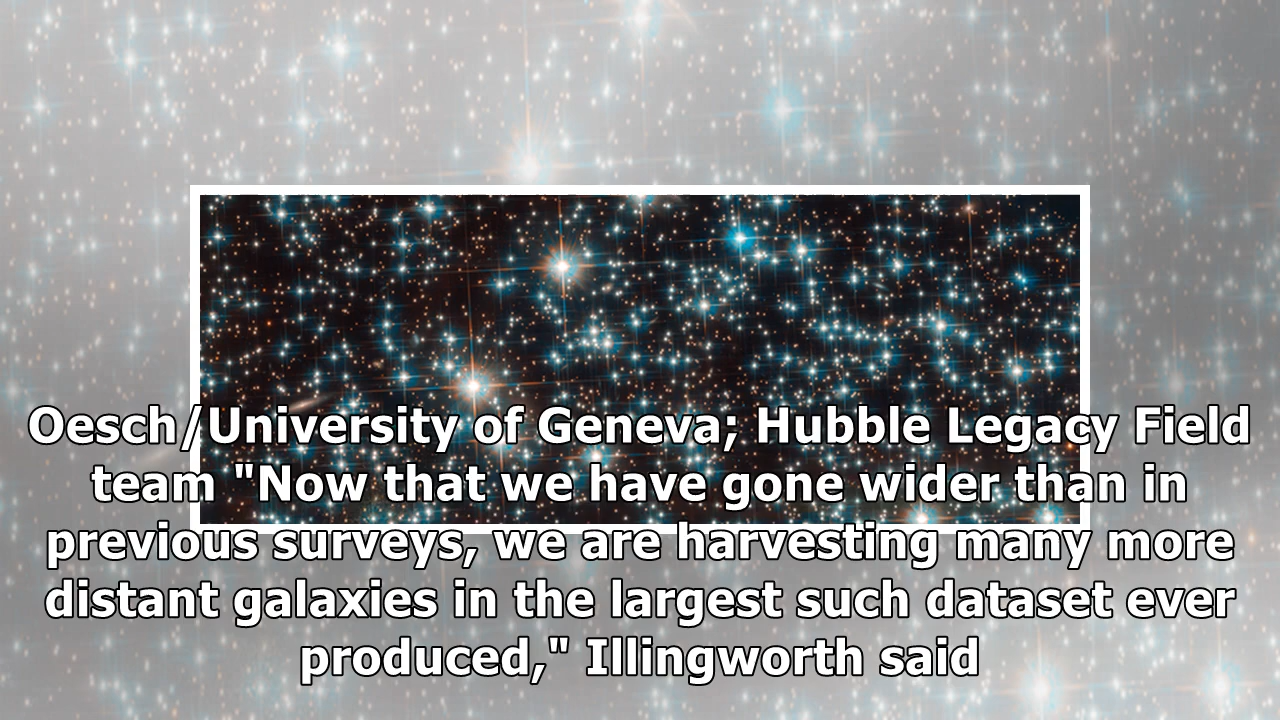 Oesch/University of Geneva; Hubble Legacy Field
team "Now that we have gone wider than in
previous surveys, we are harvesting many more
distant galaxies in the largest such dataset ever
produced," Illingworth said